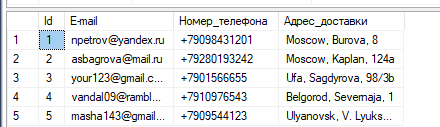 Id E-mail Номер_телефона Адрес_доставки
1 1 npetrov@yandex.ru +79098431201 Moscow, Burova, 8
2 2 asbagrova@mail.ru +79280193242 Moscow, Kaplan, 124a
3 3 your123@gmail.c... +7901566655 Ufa, Sagdyrova, 98/3b
4 4 vandal09@rambl... +7910976543 Belgorod, Severnaja, 1
5 5 masha143@gmail... +7909544123 Ulyanovsk, V. Lyuks...